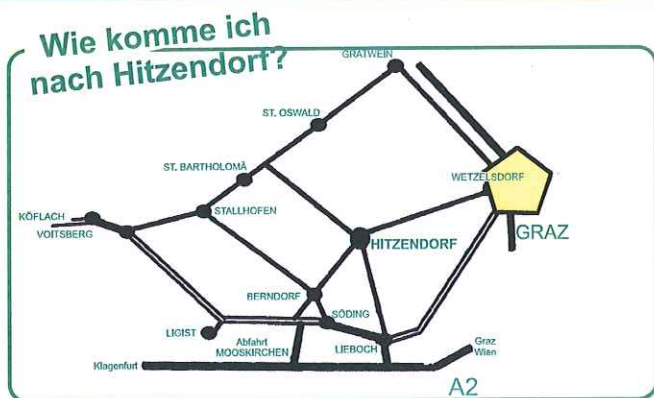 Wie komme ich
nach Hitzendorf?
GRATWEIN
ST. OSWALD
ST. BARTHOLOMÄ
WETZELSDORF
STALLHOFEN
KÖFLACH
VOITSBERG
HITZENDORF
GRAZ
BERNDORF
SÖDING
LIGIST
Abfahrt
MOOSKIRCHEN
LIEBOCH
Graz
Wien
Klagenfurt
A2